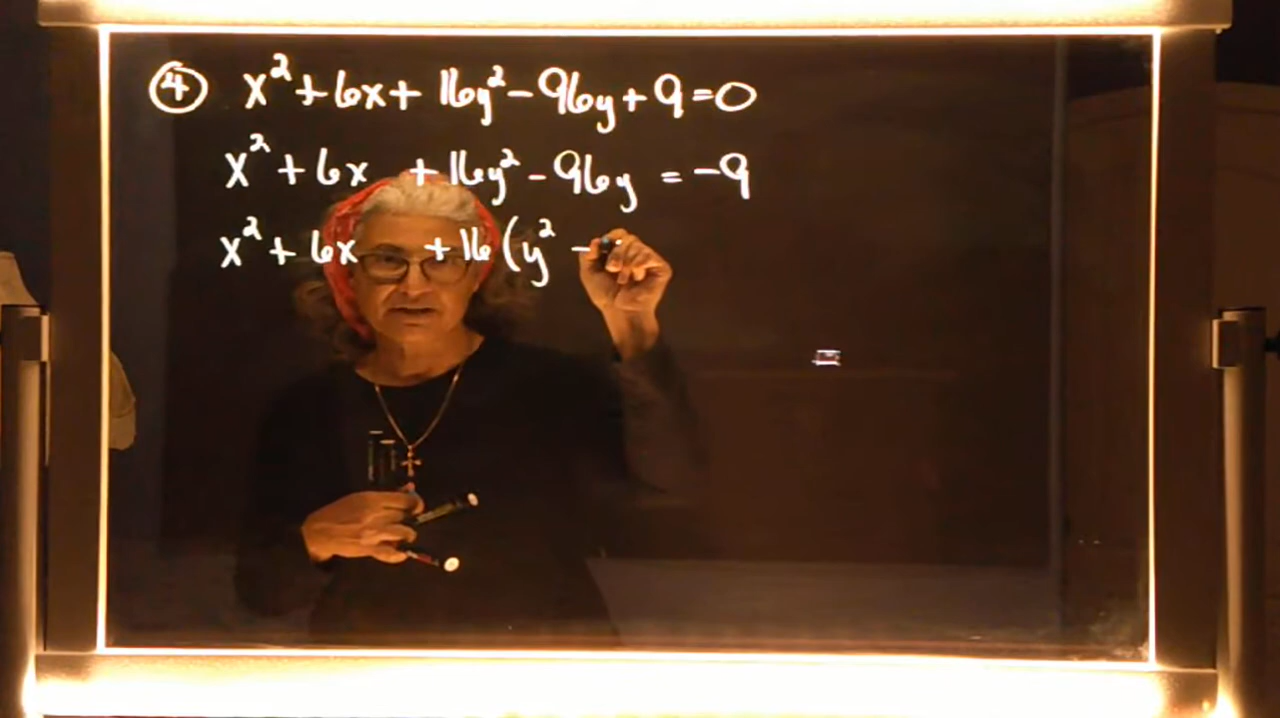 ④ x² + 6x + 16y² - 96y + 9 = 0
x² + 6x + 16y² - 96y = -9
x² + 6x + 16 (y² -